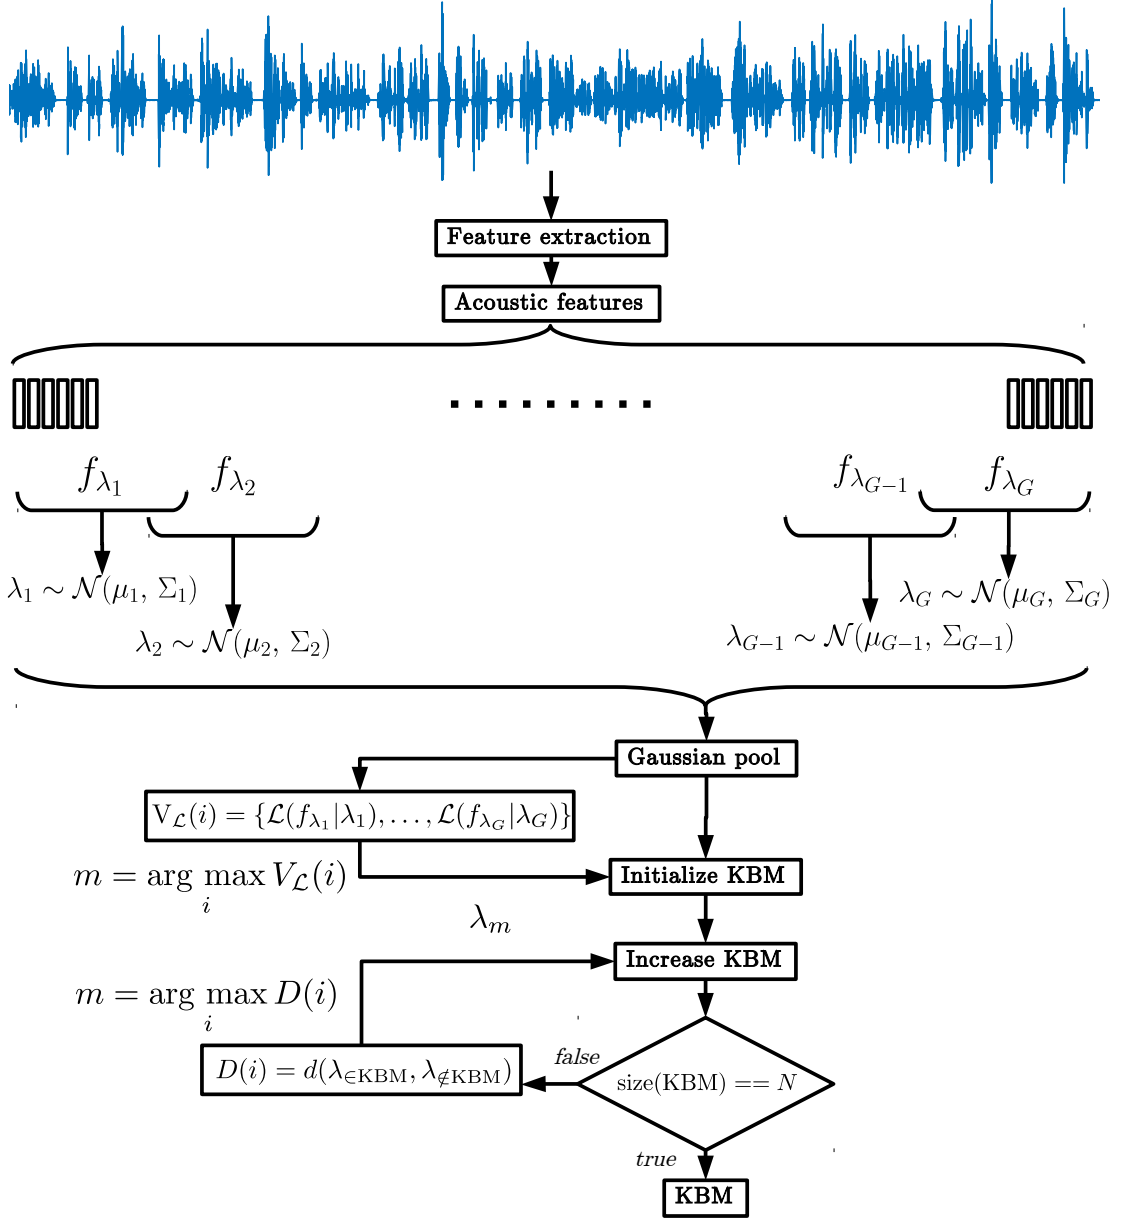 Feature extraction
Acoustic features
f_{λ_1} f_{λ_2} f_{λ_{G−1}} f_{λ_G}
λ_1 ∼ 𝒩(μ_1, Σ_1) λ_G ∼ 𝒩(μ_G, Σ_G)
λ_2 ∼ 𝒩(μ_2, Σ_2) λ_{G−1} ∼ 𝒩(μ_{G−1}, Σ_{G−1})
Gaussian pool
V_ℒ(i) = {ℒ(f_{λ_1}|λ_1), . . . , ℒ(f_{λ_G}|λ_G)}
m = arg max_i V_ℒ(i)
Initialize KBM
λ_m
Increase KBM
m = arg max_i D(i)
false
D(i) = d(λ_{∈KBM}, λ_{∉KBM})
size(KBM) == N
true
KBM